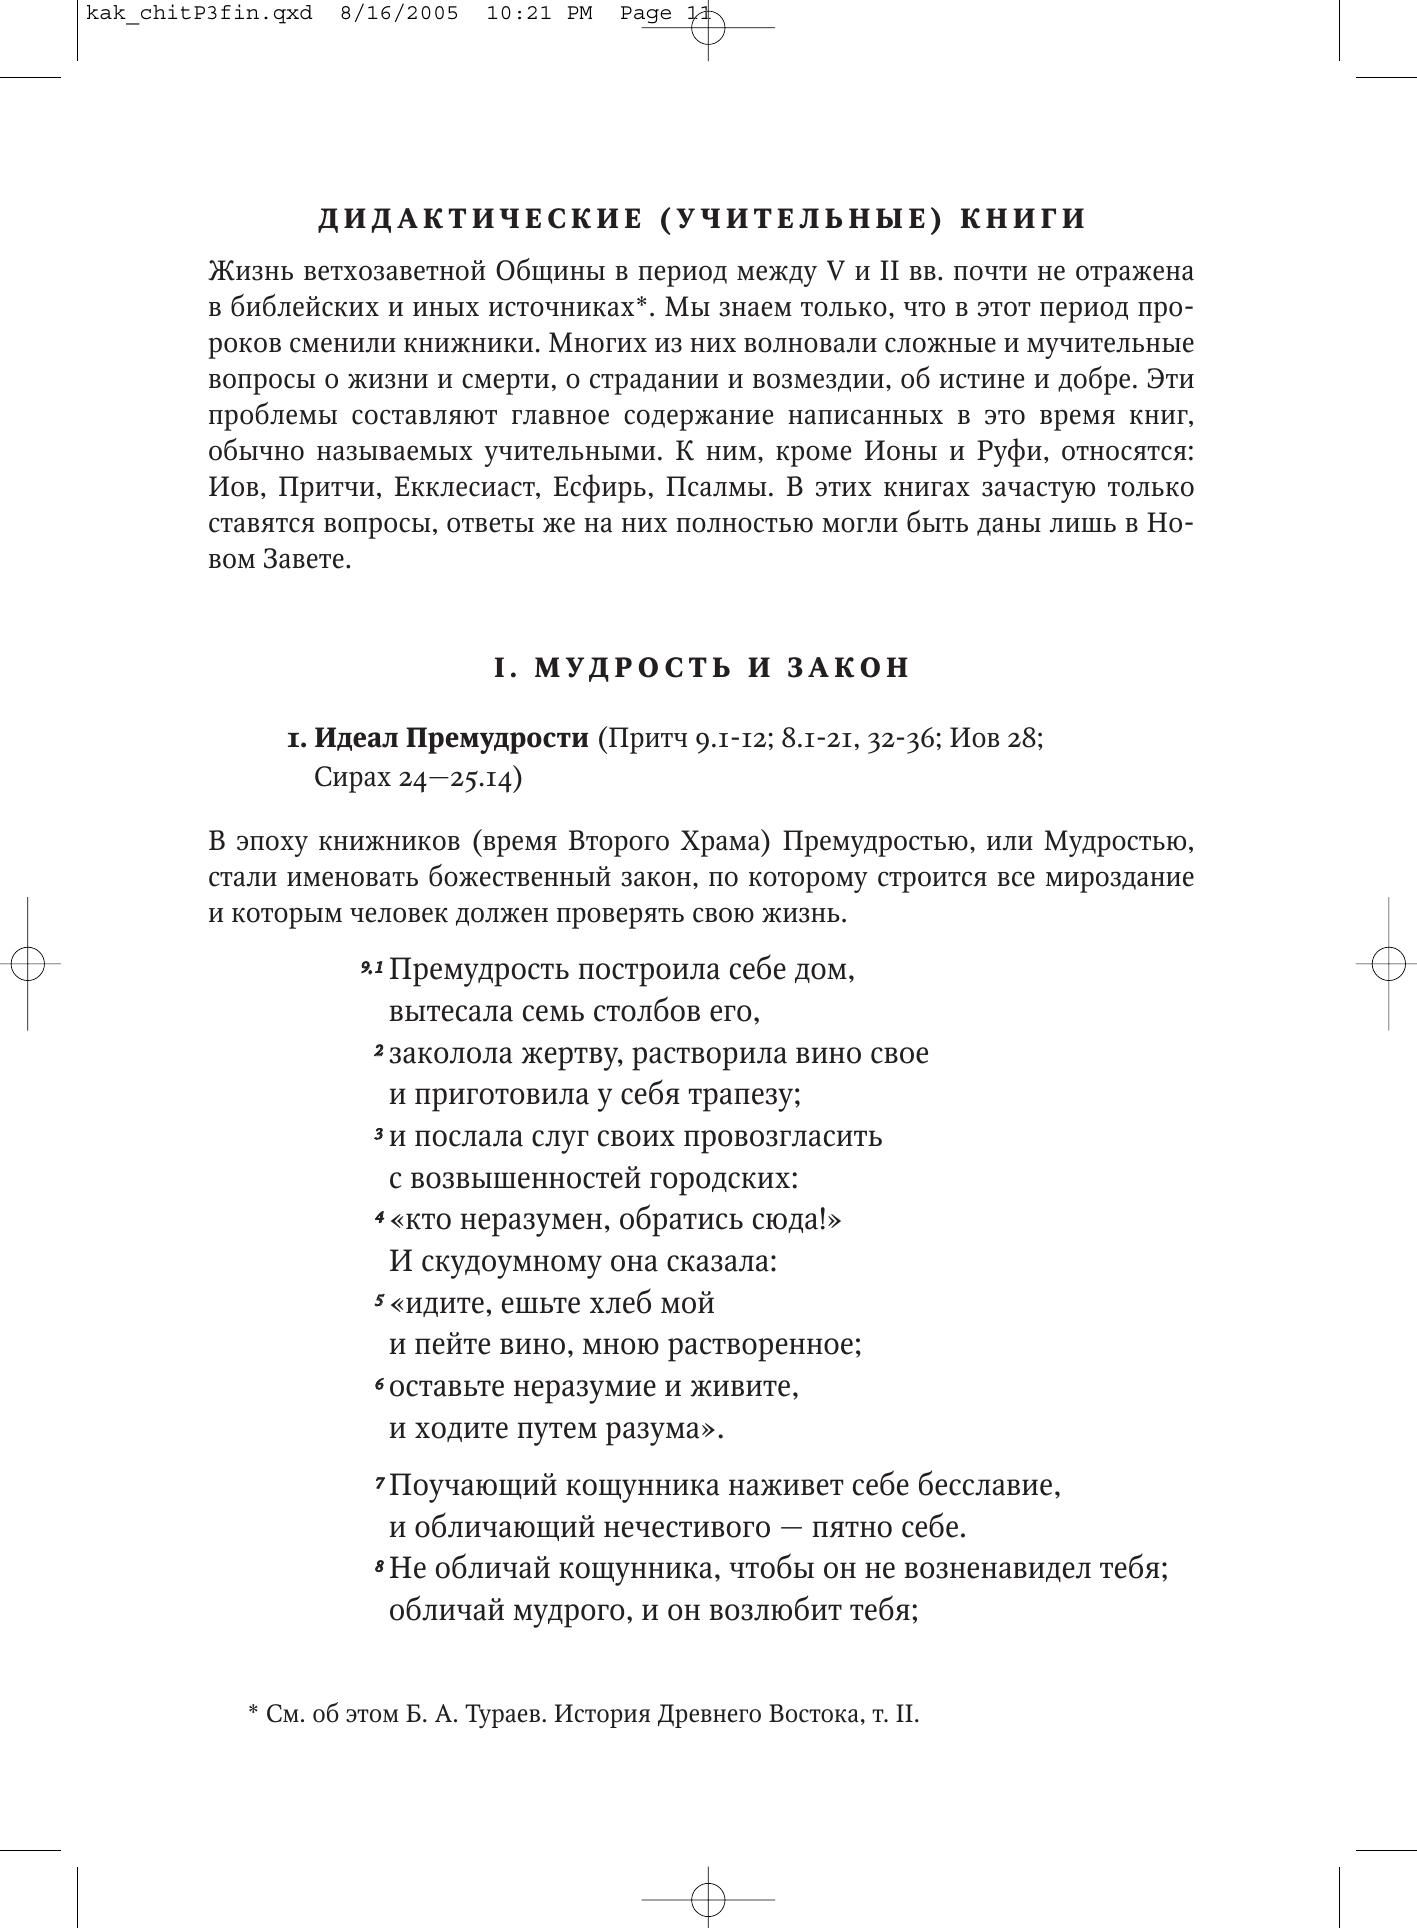 kak_chitP3fin.qxd 8/16/2005 10:21 PM Page 11
ДИДАКТИЧЕСКИЕ (УЧИТЕЛЬНЫЕ) КНИГИ
Жизнь ветхозаветной Общины в период между V и II вв. почти не отражена
в библейских и иных источниках*. Мы знаем только, что в этот период про-
роков сменили книжники. Многих из них волновали сложные и мучительные
вопросы о жизни и смерти, о страдании и возмездии, об истине и добре. Эти
проблемы составляют главное содержание написанных в это время книг,
обычно называемых учительными. К ним, кроме Ионы и Руфи, относятся:
Иов, Притчи, Екклесиаст, Есфирь, Псалмы. В этих книгах зачастую только
ставятся вопросы, ответы же на них полностью могли быть даны лишь в Но-
вом Завете.
I. МУДРОСТЬ И ЗАКОН
1. Идеал Премудрости (Притч 9.1-12; 8.1-21, 32-36; Иов 28;
Сирах 24—25.14)
В эпоху книжников (время Второго Храма) Премудростью, или Мудростью,
стали именовать божественный закон, по которому строится все мироздание
и которым человек должен проверять свою жизнь.
9.1 Премудрость построила себе дом,
вытесала семь столбов его,
2 заколола жертву, растворила вино свое
и приготовила у себя трапезу;
3 и послала слуг своих провозгласить
с возвышенностей городских:
4 «кто неразумен, обратись сюда!»
И скудоумному она сказала:
5 «идите, ешьте хлеб мой
и пейте вино, мною растворенное;
6 оставьте неразумие и живите,
и ходите путем разума».
7 Поучающий кощунника наживет себе бесславие,
и обличающий нечестивого — пятно себе.
8 Не обличай кощунника, чтобы он не возненавидел тебя;
обличай мудрого, и он возлюбит тебя;
* См. об этом Б. А. Тураев. История Древнего Востока, т. II.